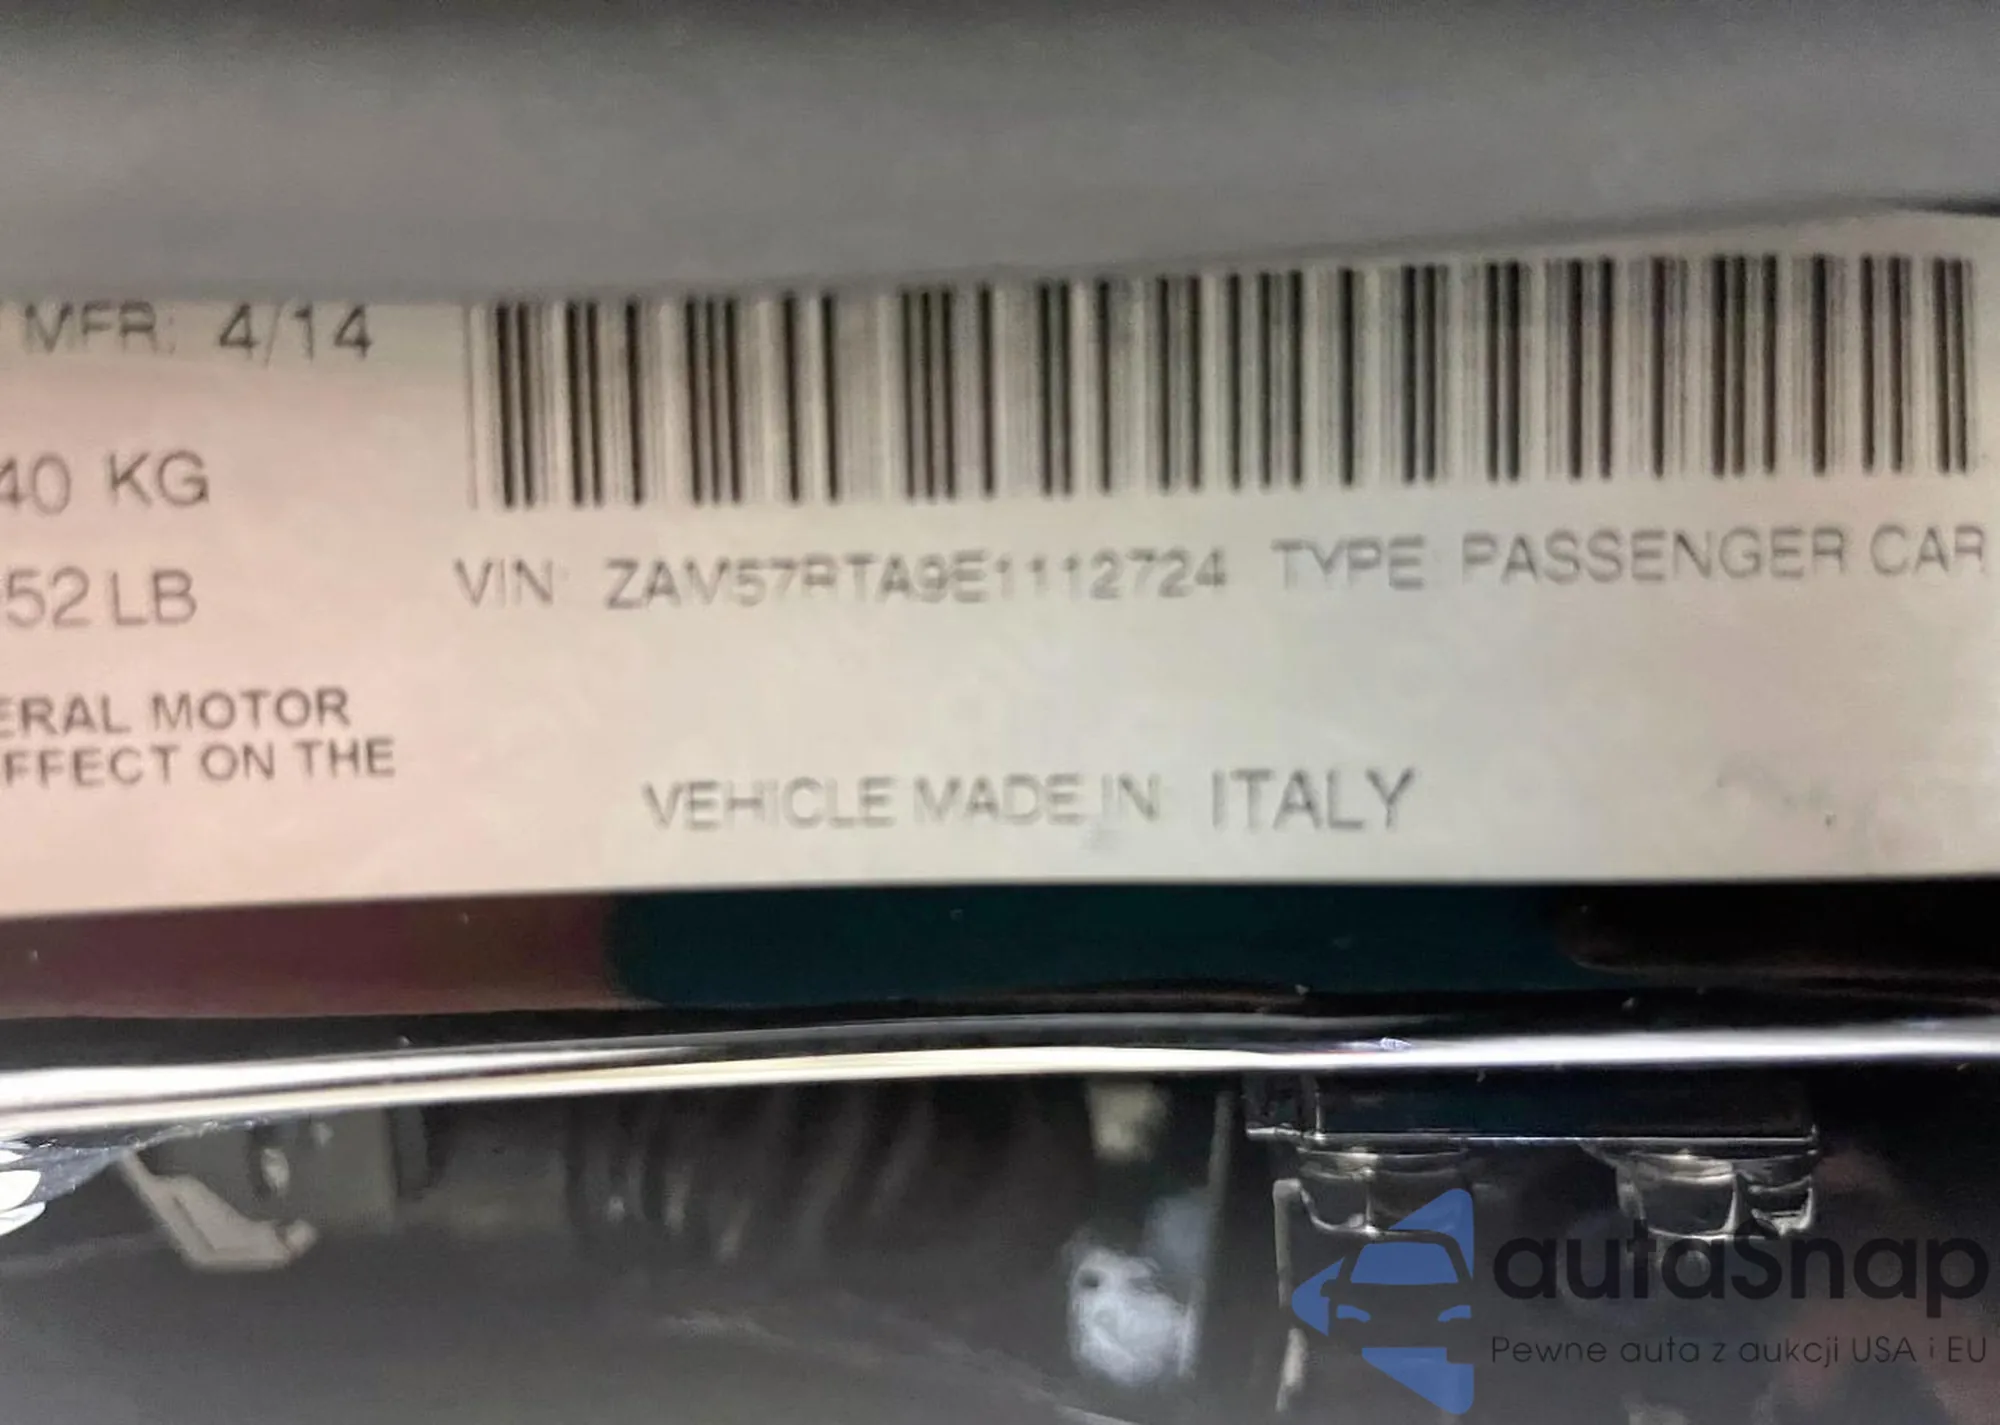 MFR: 4/14
40 KG
52 LB
VIN: ZAM57RTA9E1112724 TYPE: PASSENGER CAR
ERAL MOTOR
FFECT ON THE
VEHICLE MADE IN ITALY
autaSnap
Pewne auta z aukcji USA i EU